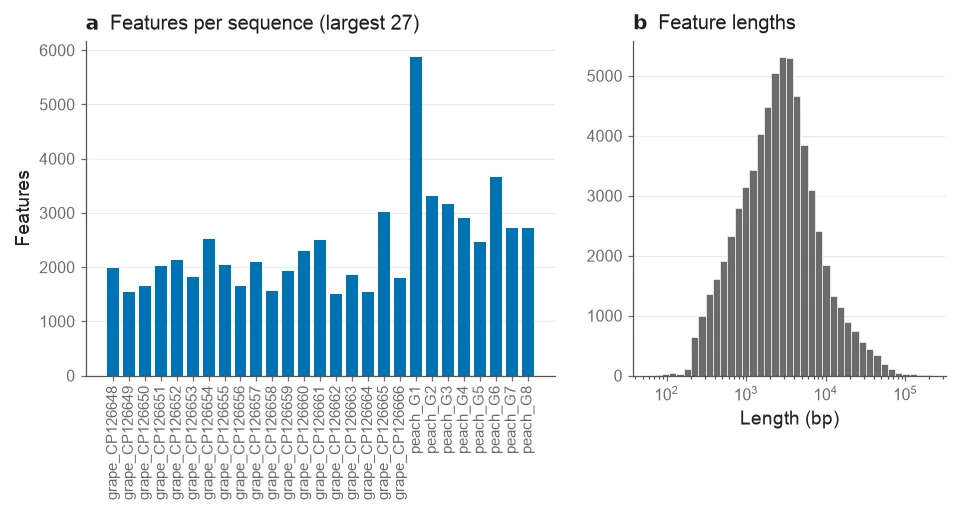 a Features per sequence (largest 27)
Features
6000
5000
4000
3000
2000
1000
0
grape_CP126648
grape_CP126649
grape_CP126650
grape_CP126651
grape_CP126652
grape_CP126653
grape_CP126654
grape_CP126655
grape_CP126656
grape_CP126657
grape_CP126658
grape_CP126659
grape_CP126660
grape_CP126661
grape_CP126662
grape_CP126663
grape_CP126664
grape_CP126665
grape_CP126666
peach_G1
peach_G2
peach_G3
peach_G4
peach_G5
peach_G6
peach_G7
peach_G8
b Feature lengths
5000
4000
3000
2000
1000
0
10² 10³ 10⁴ 10⁵
Length (bp)